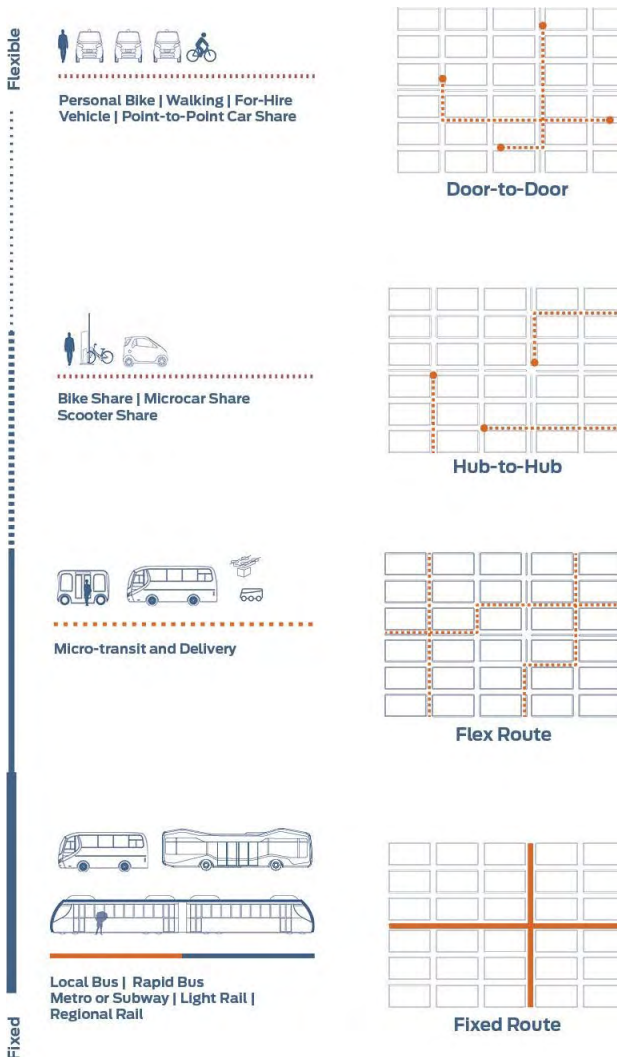 Flexible
Personal Bike | Walking | For-Hire
Vehicle | Point-to-Point Car Share
Door-to-Door
Bike Share | Microcar Share
Scooter Share
Hub-to-Hub
Micro-transit and Delivery
Flex Route
Local Bus | Rapid Bus
Metro or Subway | Light Rail |
Regional Rail
Fixed Route
Fixed